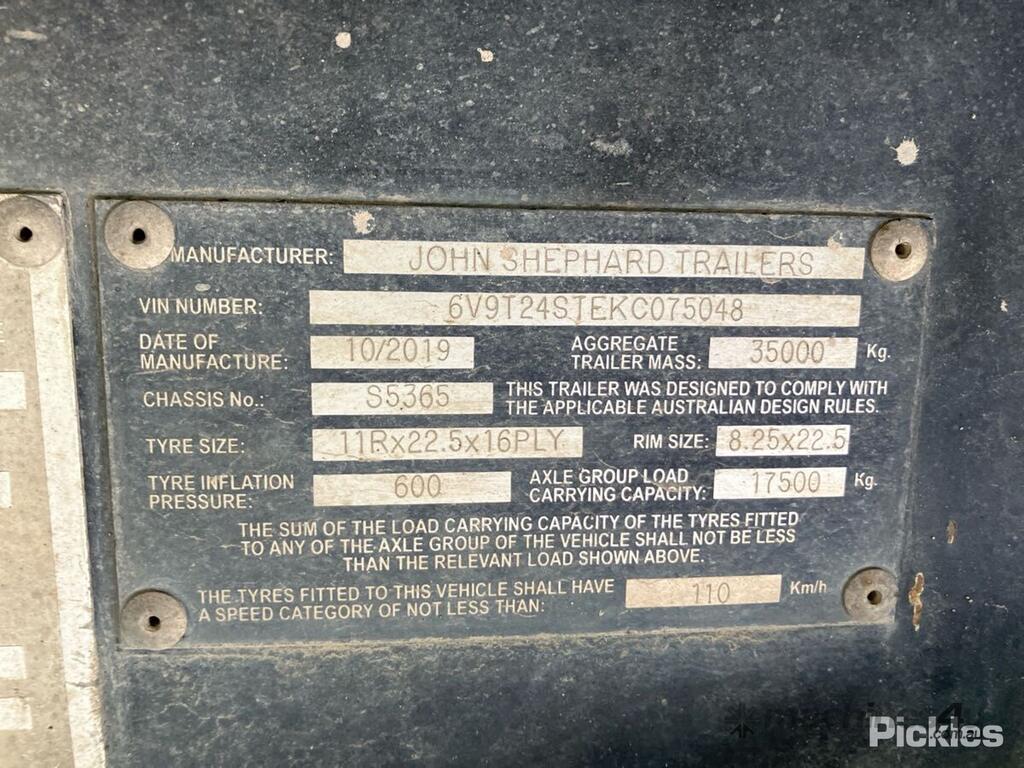 MANUFACTURER: JOHN SHEPHARD TRAILERS
VIN NUMBER: 6V9T24STEKC075048
DATE OF
MANUFACTURE: 10/2019 AGGREGATE
TRAILER MASS: 35000 Kg.
CHASSIS No.: S5365 THIS TRAILER WAS DESIGNED TO COMPLY WITH
THE APPLICABLE AUSTRALIAN DESIGN RULES.
TYRE SIZE: 11Rx22.5x16PLY RIM SIZE: 8.25x22.5
TYRE INFLATION
PRESSURE: 600 AXLE GROUP LOAD
CARRYING CAPACITY: 17500 Kg.
THE SUM OF THE LOAD CARRYING CAPACITY OF THE TYRES FITTED
TO ANY OF THE AXLE GROUP OF THE VEHICLE SHALL NOT BE LESS
THAN THE RELEVANT LOAD SHOWN ABOVE.
THE TYRES FITTED TO THIS VEHICLE SHALL HAVE
A SPEED CATEGORY OF NOT LESS THAN: 110 Km/h
Pickles